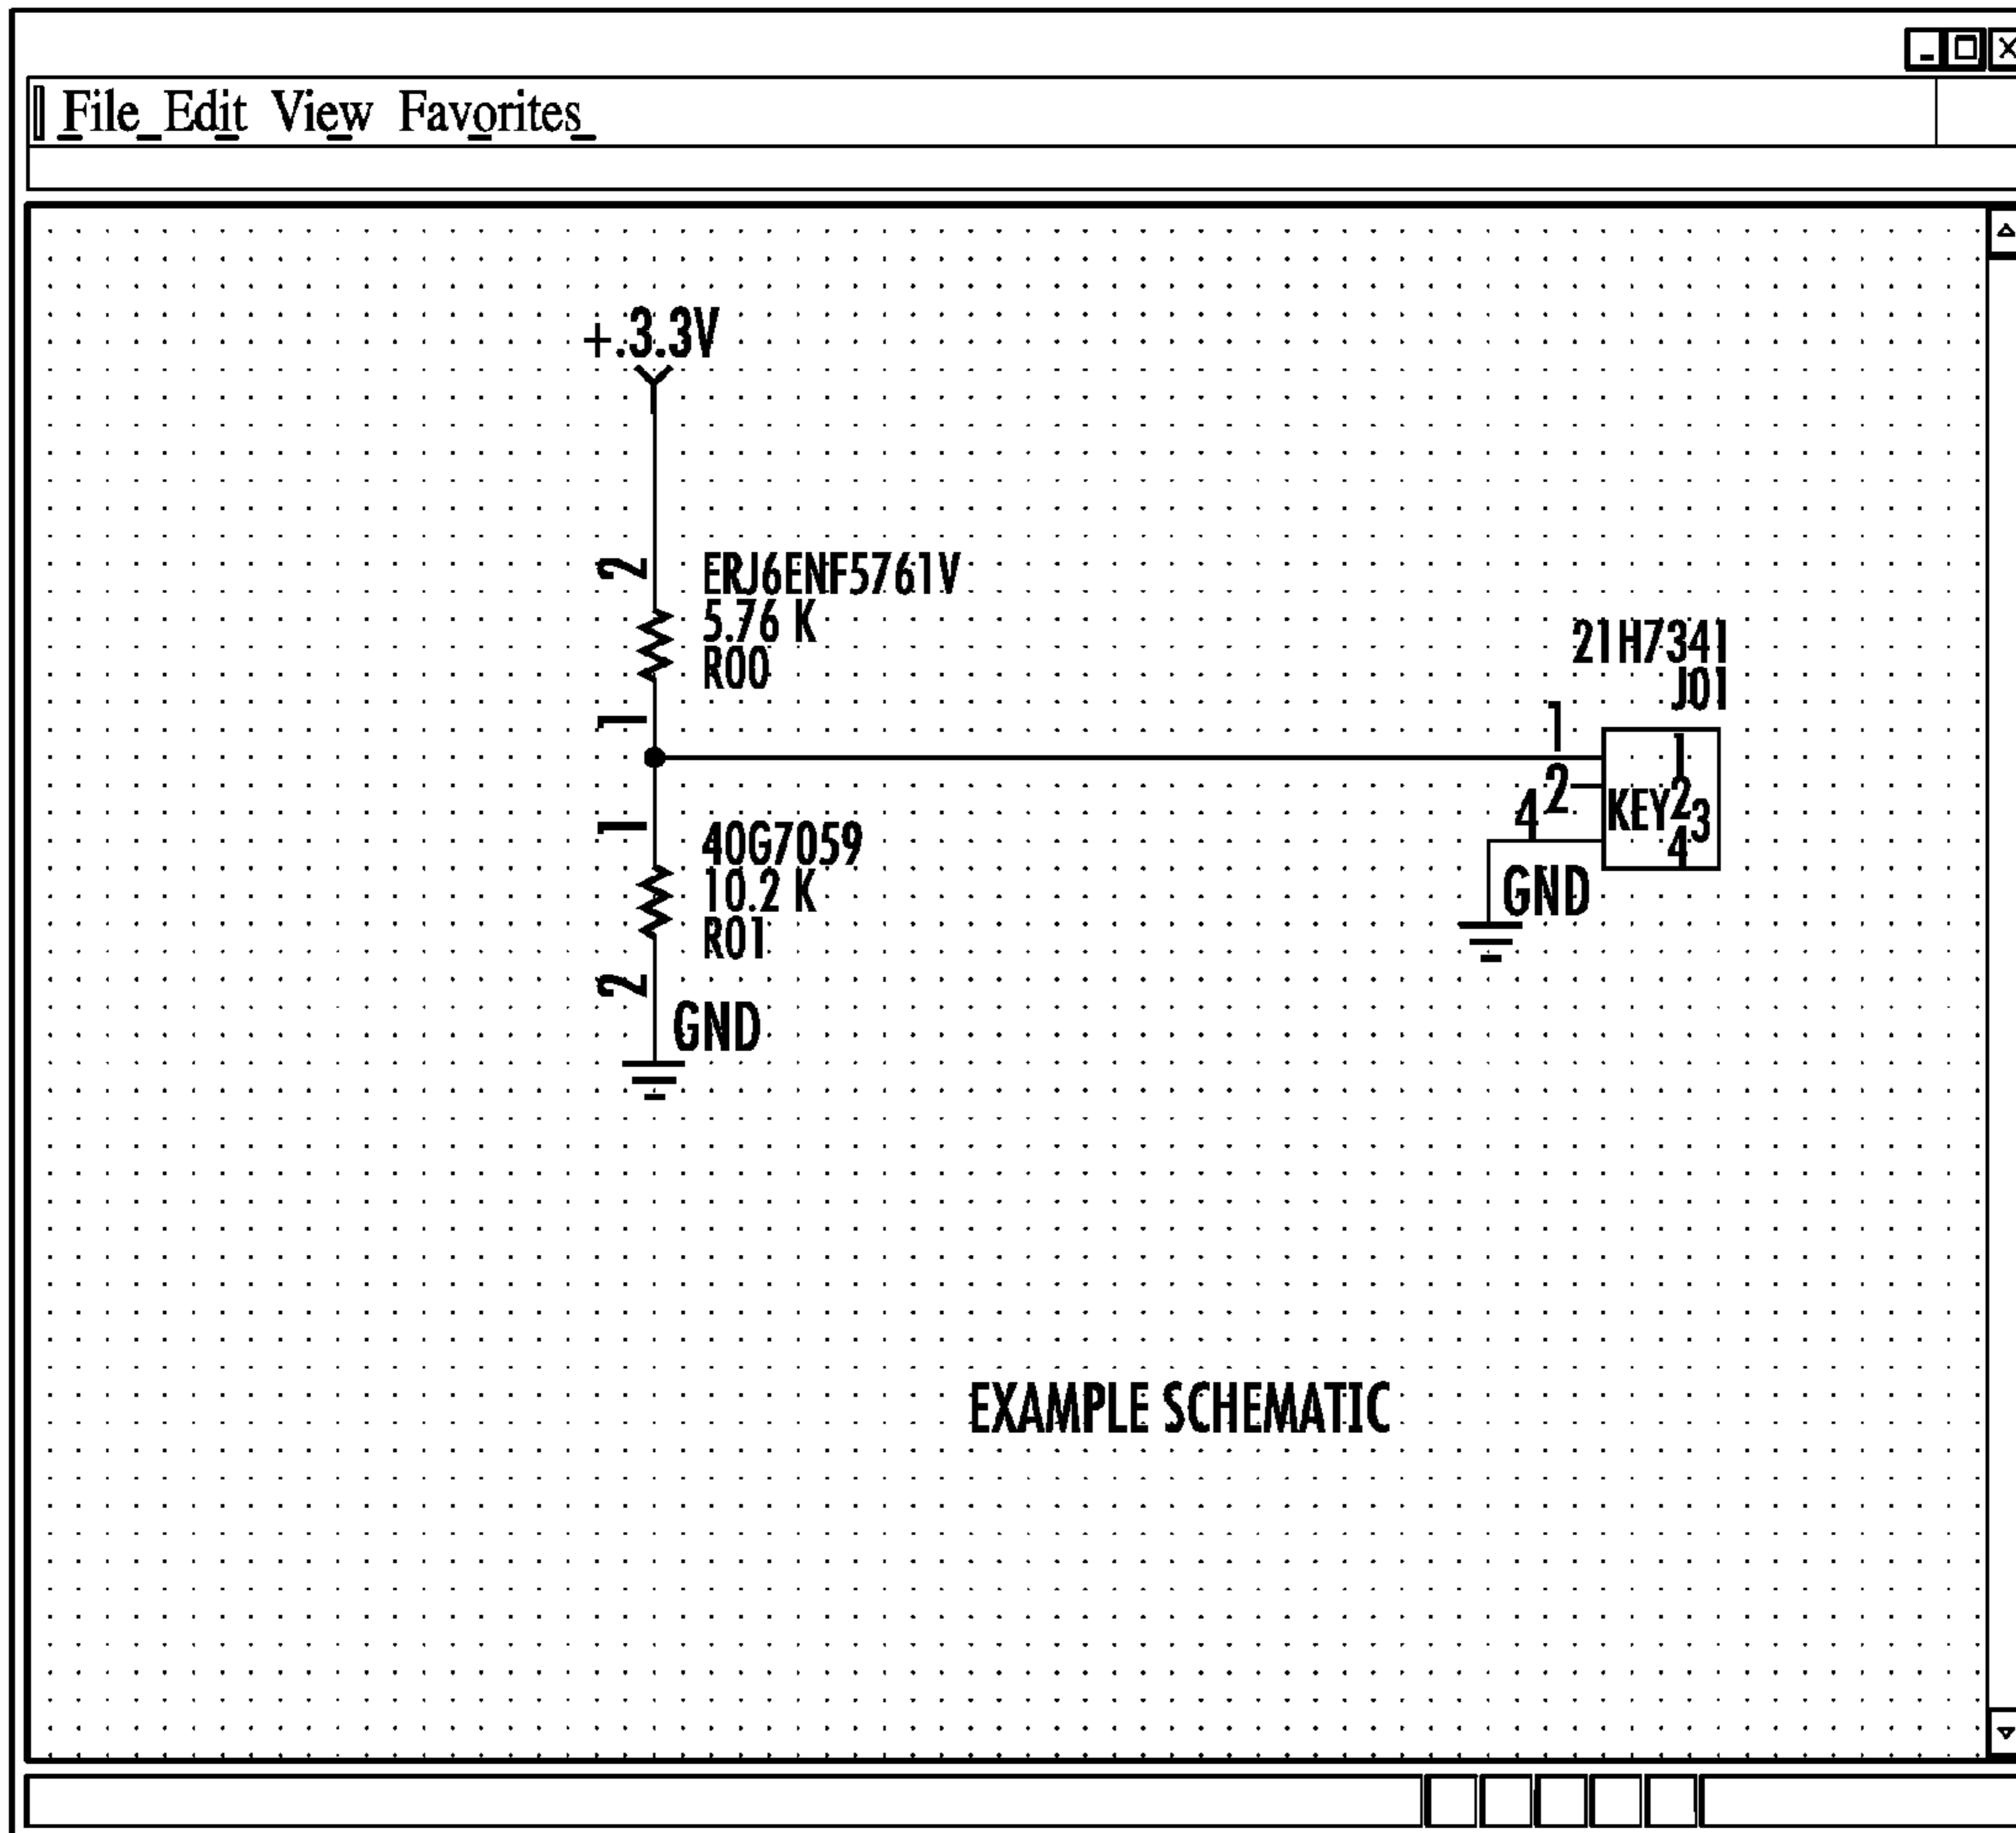 File Edit View Favorites
+.3.3V
2
ERJ6ENF5761V
5.76 K
R00
1
21H7341
J01
1
2
4
1
2
KEY 3
4
GND
1
40G7059
10.2 K
R01
2
GND
EXAMPLE SCHEMATIC